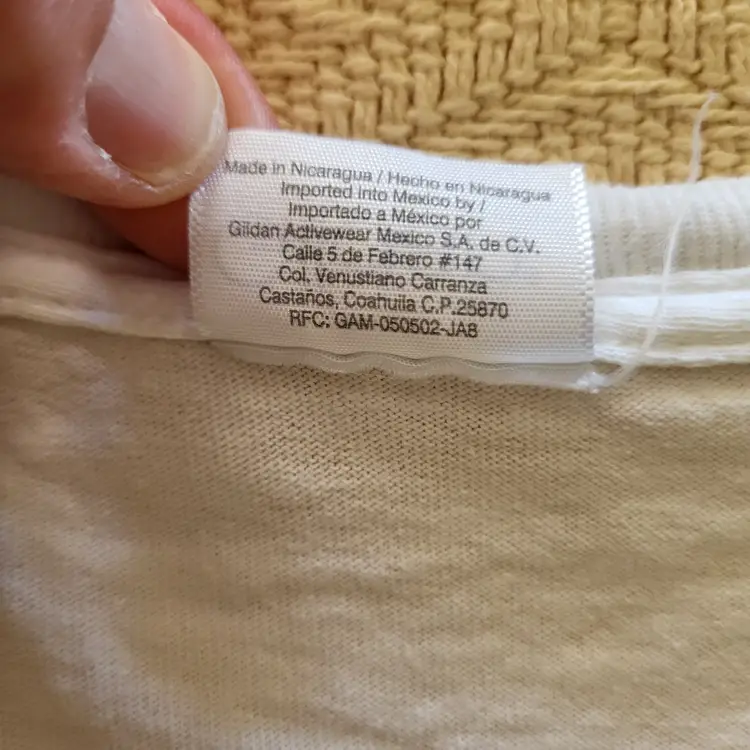 Made in Nicaragua / Hecho en Nicaragua
Imported into Mexico by /
Importado a México por
Gildan Activewear Mexico S.A. de C.V.
Calle 5 de Febrero #147
Col. Venustiano Carranza
Castaños, Coahuila C.P.25870
RFC: GAM-050502-JA8